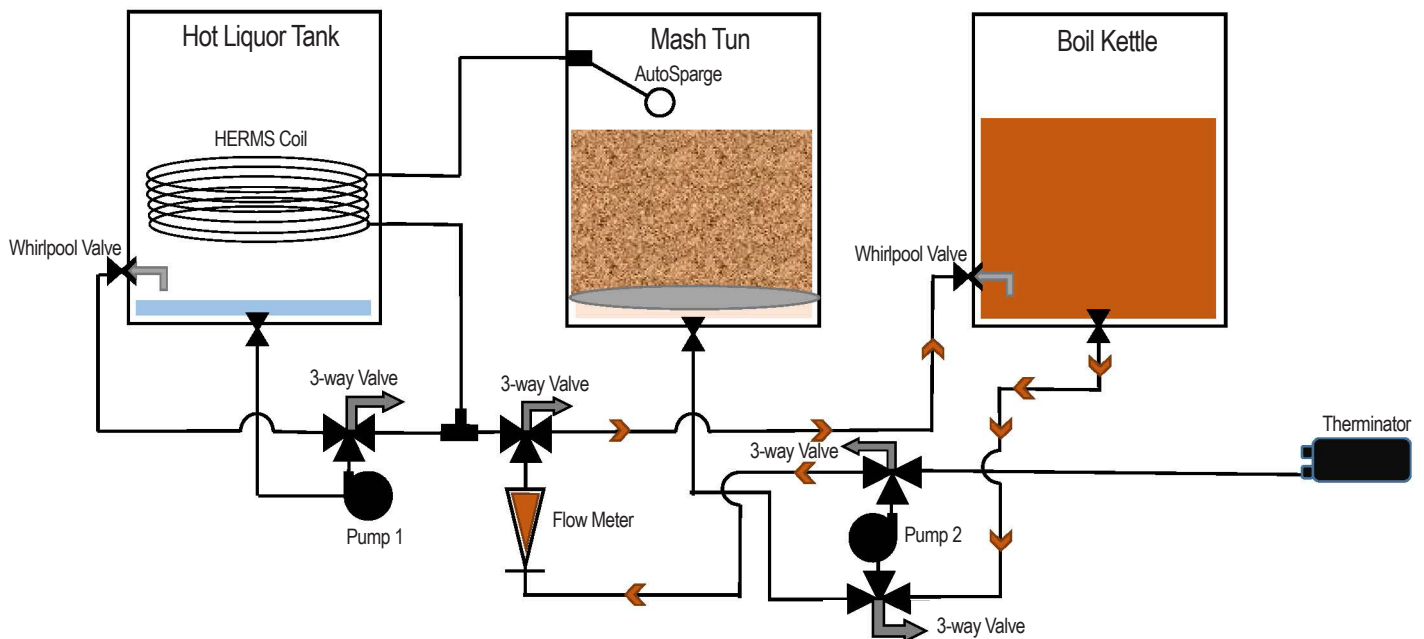 Hot Liquor Tank
Mash Tun
Boil Kettle
AutoSparge
HERMS Coil
Whirlpool Valve
Whirlpool Valve
3-way Valve
3-way Valve
Therminator
3-way Valve
Flow Meter
Pump 1
Pump 2
3-way Valve